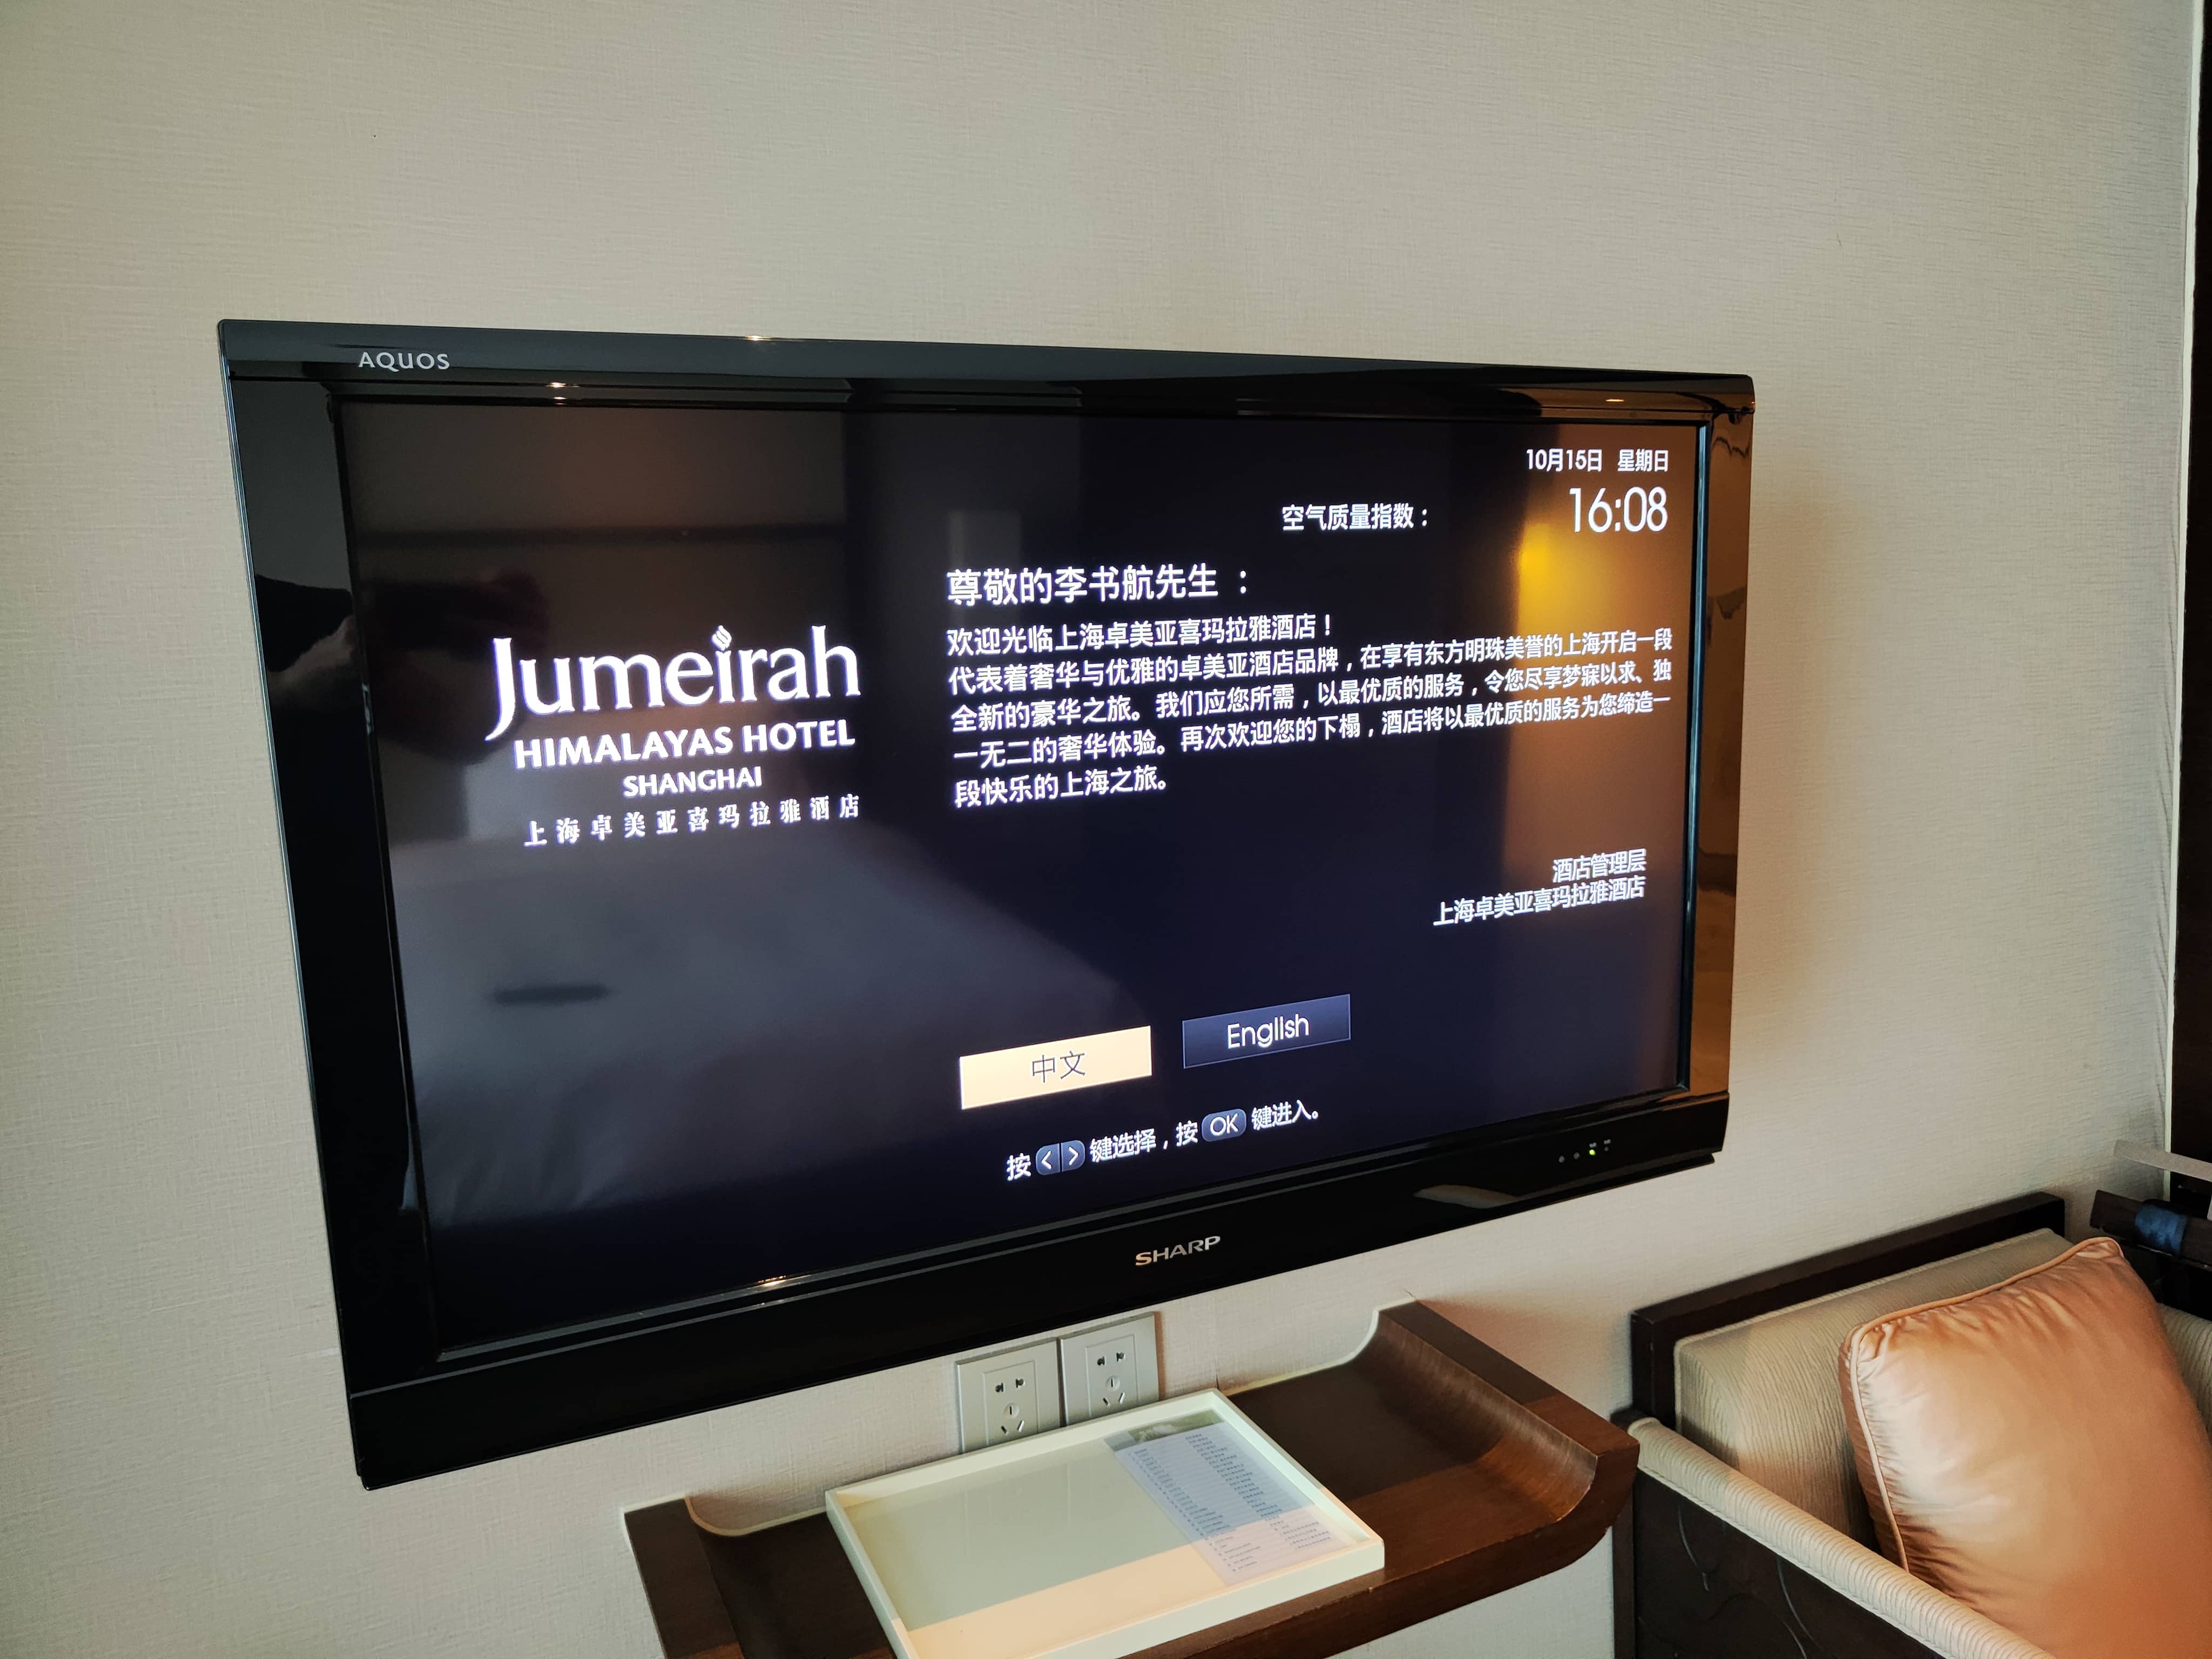 AQUOS
10月15日 星期日
16:08
空气质量指数：
Jumeirah
HIMALAYAS HOTEL
SHANGHAI
上海卓美亚喜玛拉雅酒店
尊敬的李书航先生 ：
欢迎光临上海卓美亚喜玛拉雅酒店！
代表着奢华与优雅的卓美亚酒店品牌，在享有东方明珠美誉的上海开启一段
全新的豪华之旅。我们应您所需，以最优质的服务，令您尽享梦寐以求、独
一无二的奢华体验。再次欢迎您的下榻，酒店将以最优质的服务为您缔造一
段快乐的上海之旅。
酒店管理层
上海卓美亚喜玛拉雅酒店
中文
English
按 < > 键选择，按 OK 键进入。
SHARP